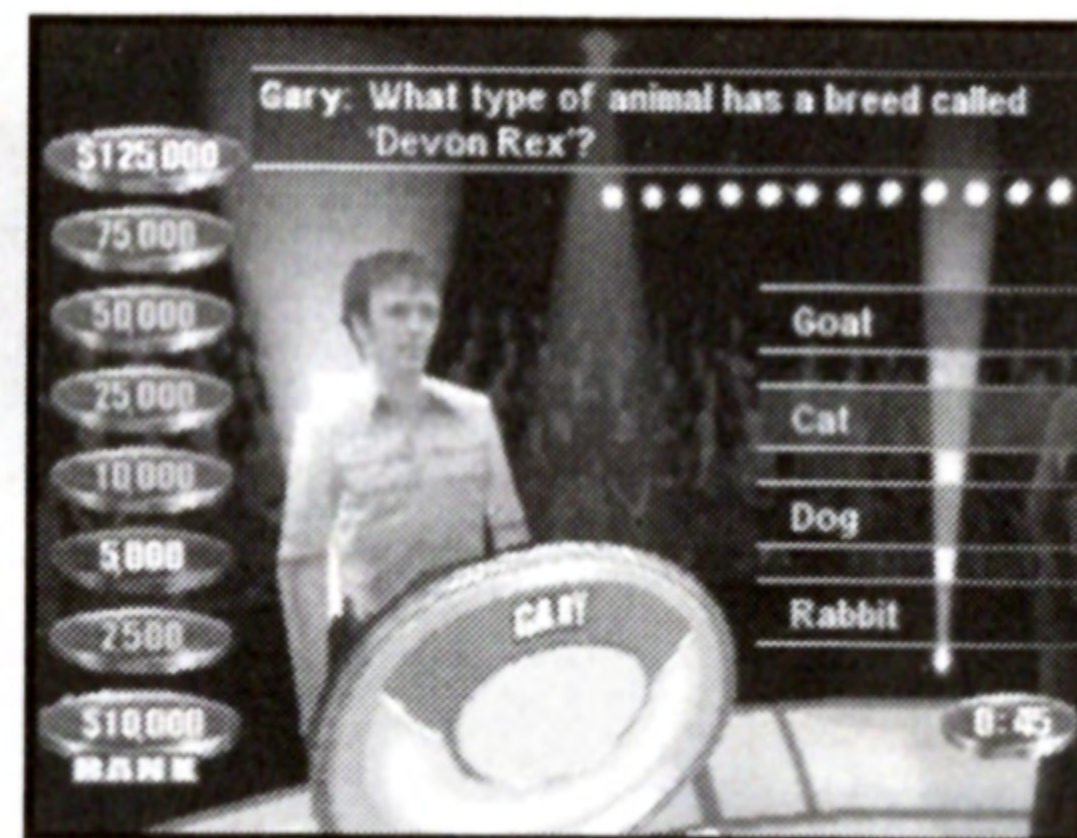 Gary: What type of animal has a breed called
'Devon Rex'?
$125,000
75,000
50,000
25,000
10,000
5,000
2500
$10,000
BANK
Goat
Cat
Dog
Rabbit
GARY
0:45